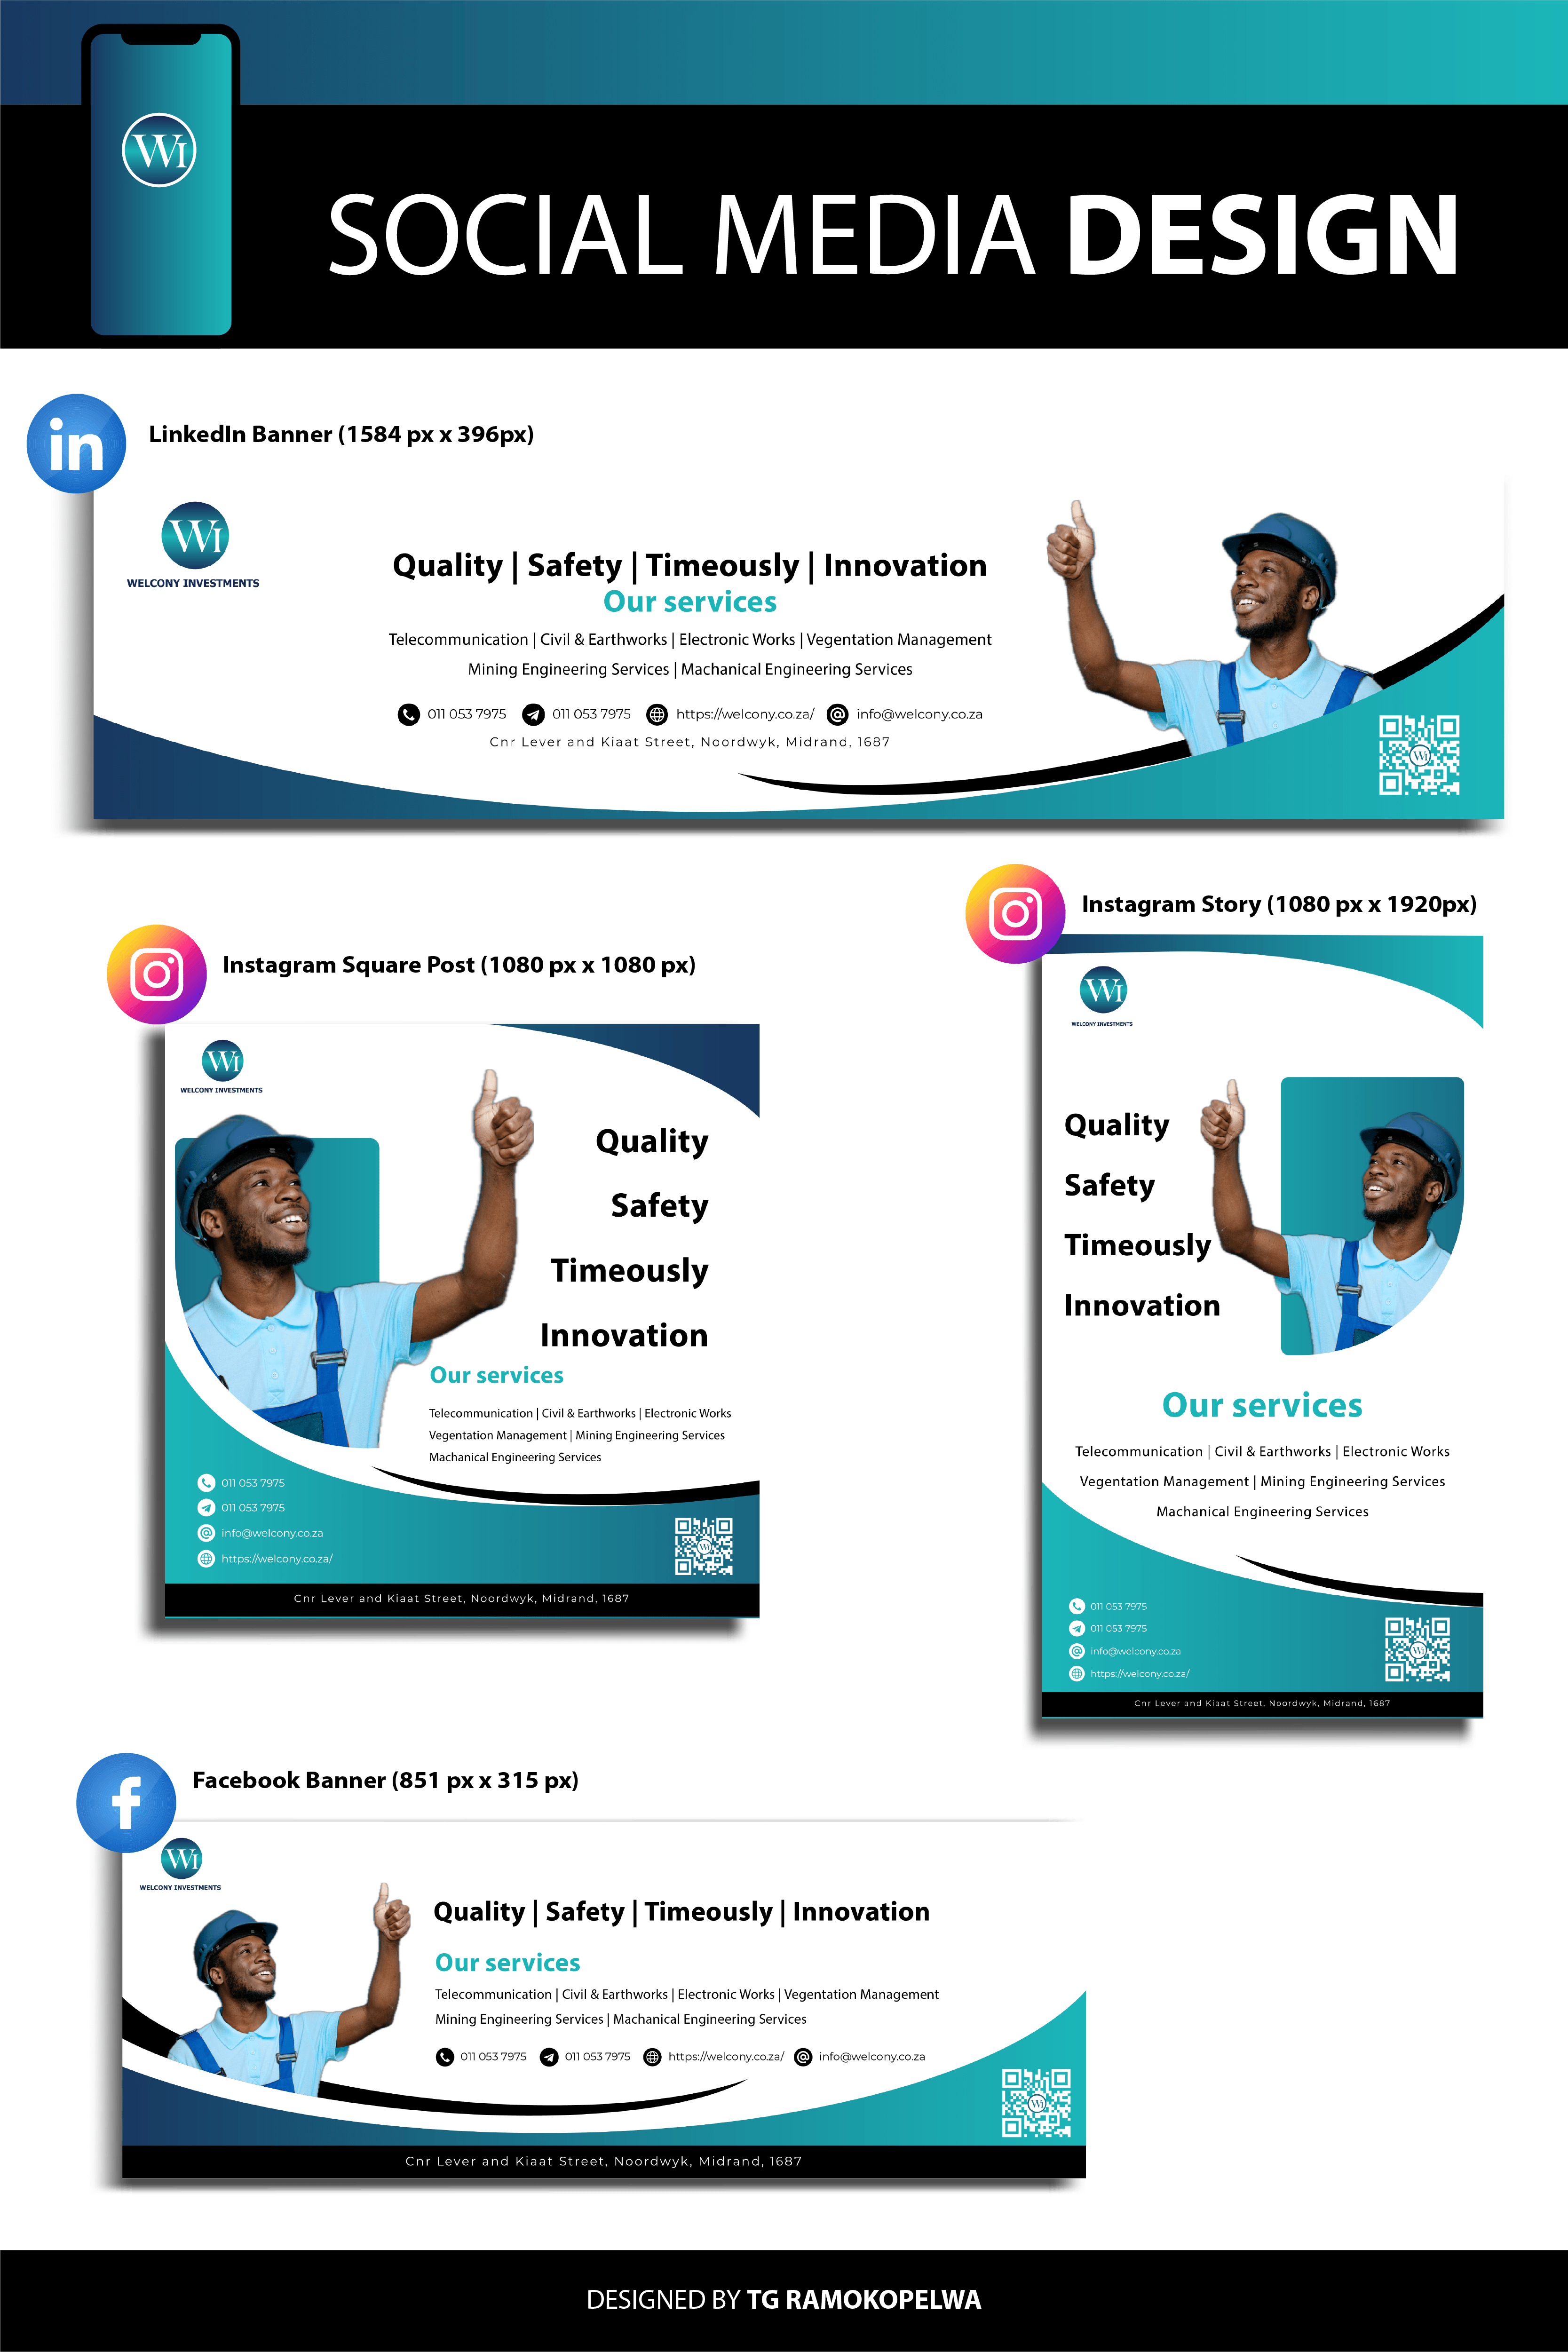 WI
SOCIAL MEDIA DESIGN
in
LinkedIn Banner (1584 px x 396px)
WI
WELCONY INVESTMENTS
Quality | Safety | Timeously | Innovation
Our services
Telecommunication | Civil & Earthworks | Electronic Works | Vegentation Management
Mining Engineering Services | Machanical Engineering Services
011 053 7975 011 053 7975 https://welcony.co.za/ info@welcony.co.za
Cnr Lever and Kiaat Street, Noordwyk, Midrand, 1687
WI
Instagram Square Post (1080 px x 1080 px)
WI
WELCONY INVESTMENTS
Quality
Safety
Timeously
Innovation
Our services
Telecommunication | Civil & Earthworks | Electronic Works
Vegentation Management | Mining Engineering Services
Machanical Engineering Services
011 053 7975
011 053 7975
info@welcony.co.za
https://welcony.co.za/
WI
Cnr Lever and Kiaat Street, Noordwyk, Midrand, 1687
Instagram Story (1080 px x 1920px)
WI
WELCONY INVESTMENTS
Quality
Safety
Timeously
Innovation
Our services
Telecommunication | Civil & Earthworks | Electronic Works
Vegentation Management | Mining Engineering Services
Machanical Engineering Services
011 053 7975
011 053 7975
info@welcony.co.za
https://welcony.co.za/
WI
Cnr Lever and Kiaat Street, Noordwyk, Midrand, 1687
f
Facebook Banner (851 px x 315 px)
WI
WELCONY INVESTMENTS
Quality | Safety | Timeously | Innovation
Our services
Telecommunication | Civil & Earthworks | Electronic Works | Vegentation Management
Mining Engineering Services | Machanical Engineering Services
011 053 7975 011 053 7975 https://welcony.co.za/ info@welcony.co.za
WI
Cnr Lever and Kiaat Street, Noordwyk, Midrand, 1687
DESIGNED BY TG RAMOKOPELWA